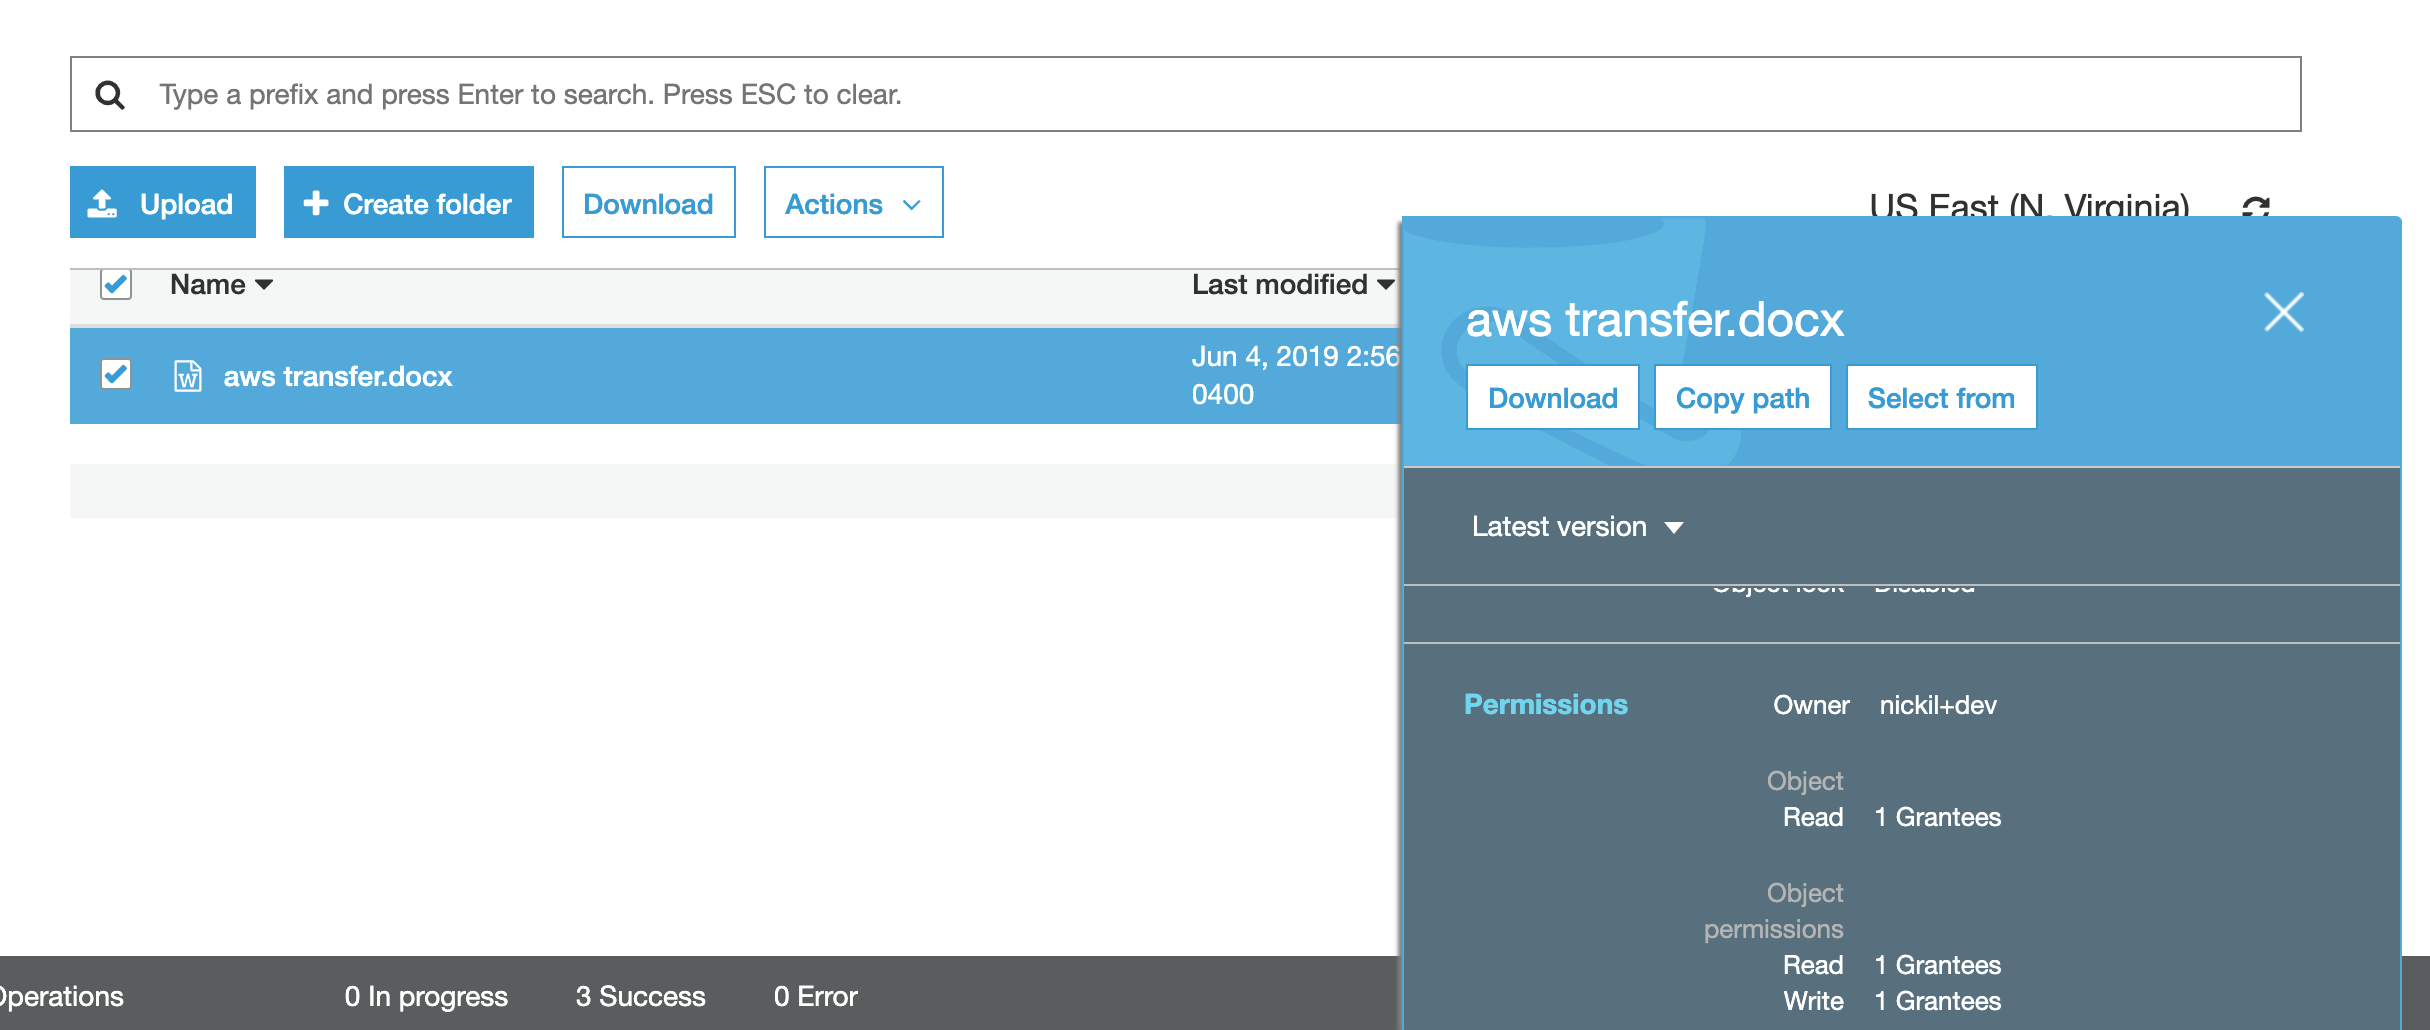 Type a prefix and press Enter to search. Press ESC to clear.
Upload
Create folder
Download
Actions
US East (N. Virginia)
Name
Last modified
aws transfer.docx
Jun 4, 2019 2:56
0400
aws transfer.docx
Download
Copy path
Select from
Latest version
Object lock Disabled
Permissions
Owner nickil+dev
Object
Read 1 Grantees
Object
permissions
Read 1 Grantees
Write 1 Grantees
Operations
0 In progress
3 Success
0 Error